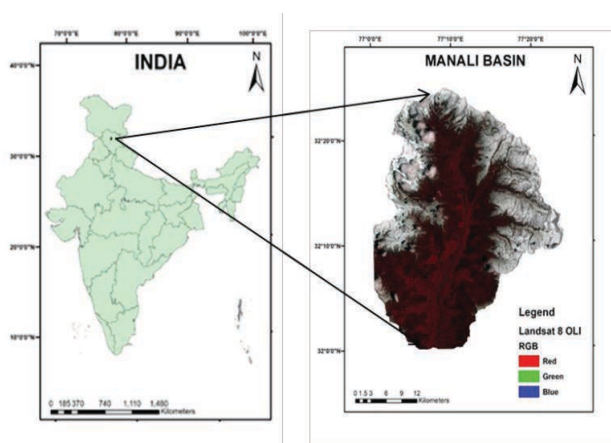 70°0'0"E 80°0'0"E 90°0'0"E 100°0'0"E
INDIA
N
40°0'0"N
30°0'0"N
20°0'0"N
10°0'0"N
0 185 370 740 1,110 1,480
Kilometers
77°0'0"E 77°10'0"E 77°20'0"E
MANALI BASIN
N
32°20'0"N
32°10'0"N
32°0'0"N
Legend
Landsat 8 OLI
RGB
Red
Green
Blue
0 1.5 3 6 9 12
Kilometers